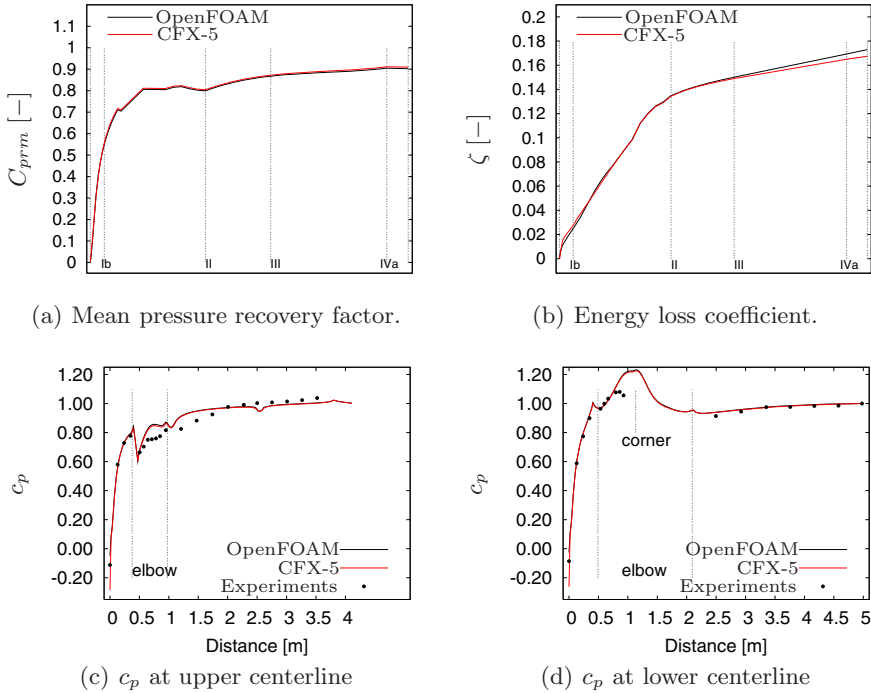 OpenFOAM
CFX-5
C_prm [−]
1.1
1
0.9
0.8
0.7
0.6
0.5
0.4
0.3
0.2
0.1
0
Ib
II
III
IVa
(a) Mean pressure recovery factor.
OpenFOAM
CFX-5
ζ [−]
0.2
0.18
0.16
0.14
0.12
0.1
0.08
0.06
0.04
0.02
0
Ib
II
III
IVa
(b) Energy loss coefficient.
c_p
1.20
1.00
0.80
0.60
0.40
0.20
0.00
-0.20
elbow
OpenFOAM
CFX-5
Experiments
0 0.5 1 1.5 2 2.5 3 3.5 4
Distance [m]
(c) c_p at upper centerline
c_p
1.20
1.00
0.80
0.60
0.40
0.20
0.00
-0.20
corner
elbow
OpenFOAM
CFX-5
Experiments
0 0.5 1 1.5 2 2.5 3 3.5 4 4.5 5
Distance [m]
(d) c_p at lower centerline